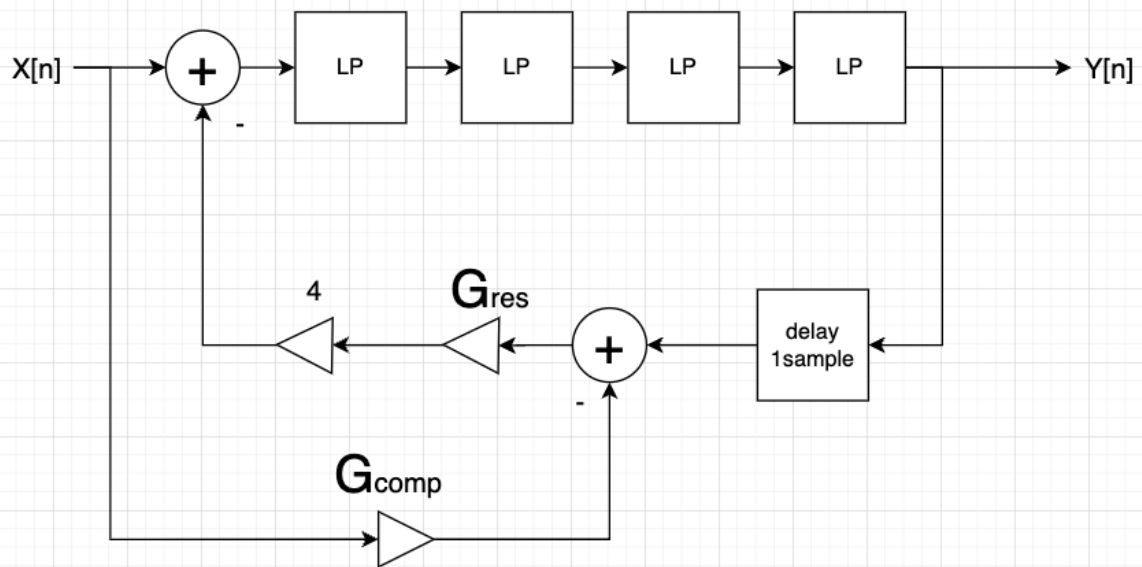 X[n]
+
LP
LP
LP
LP
Y[n]
-
4
Gres
+
delay
1sample
-
Gcomp